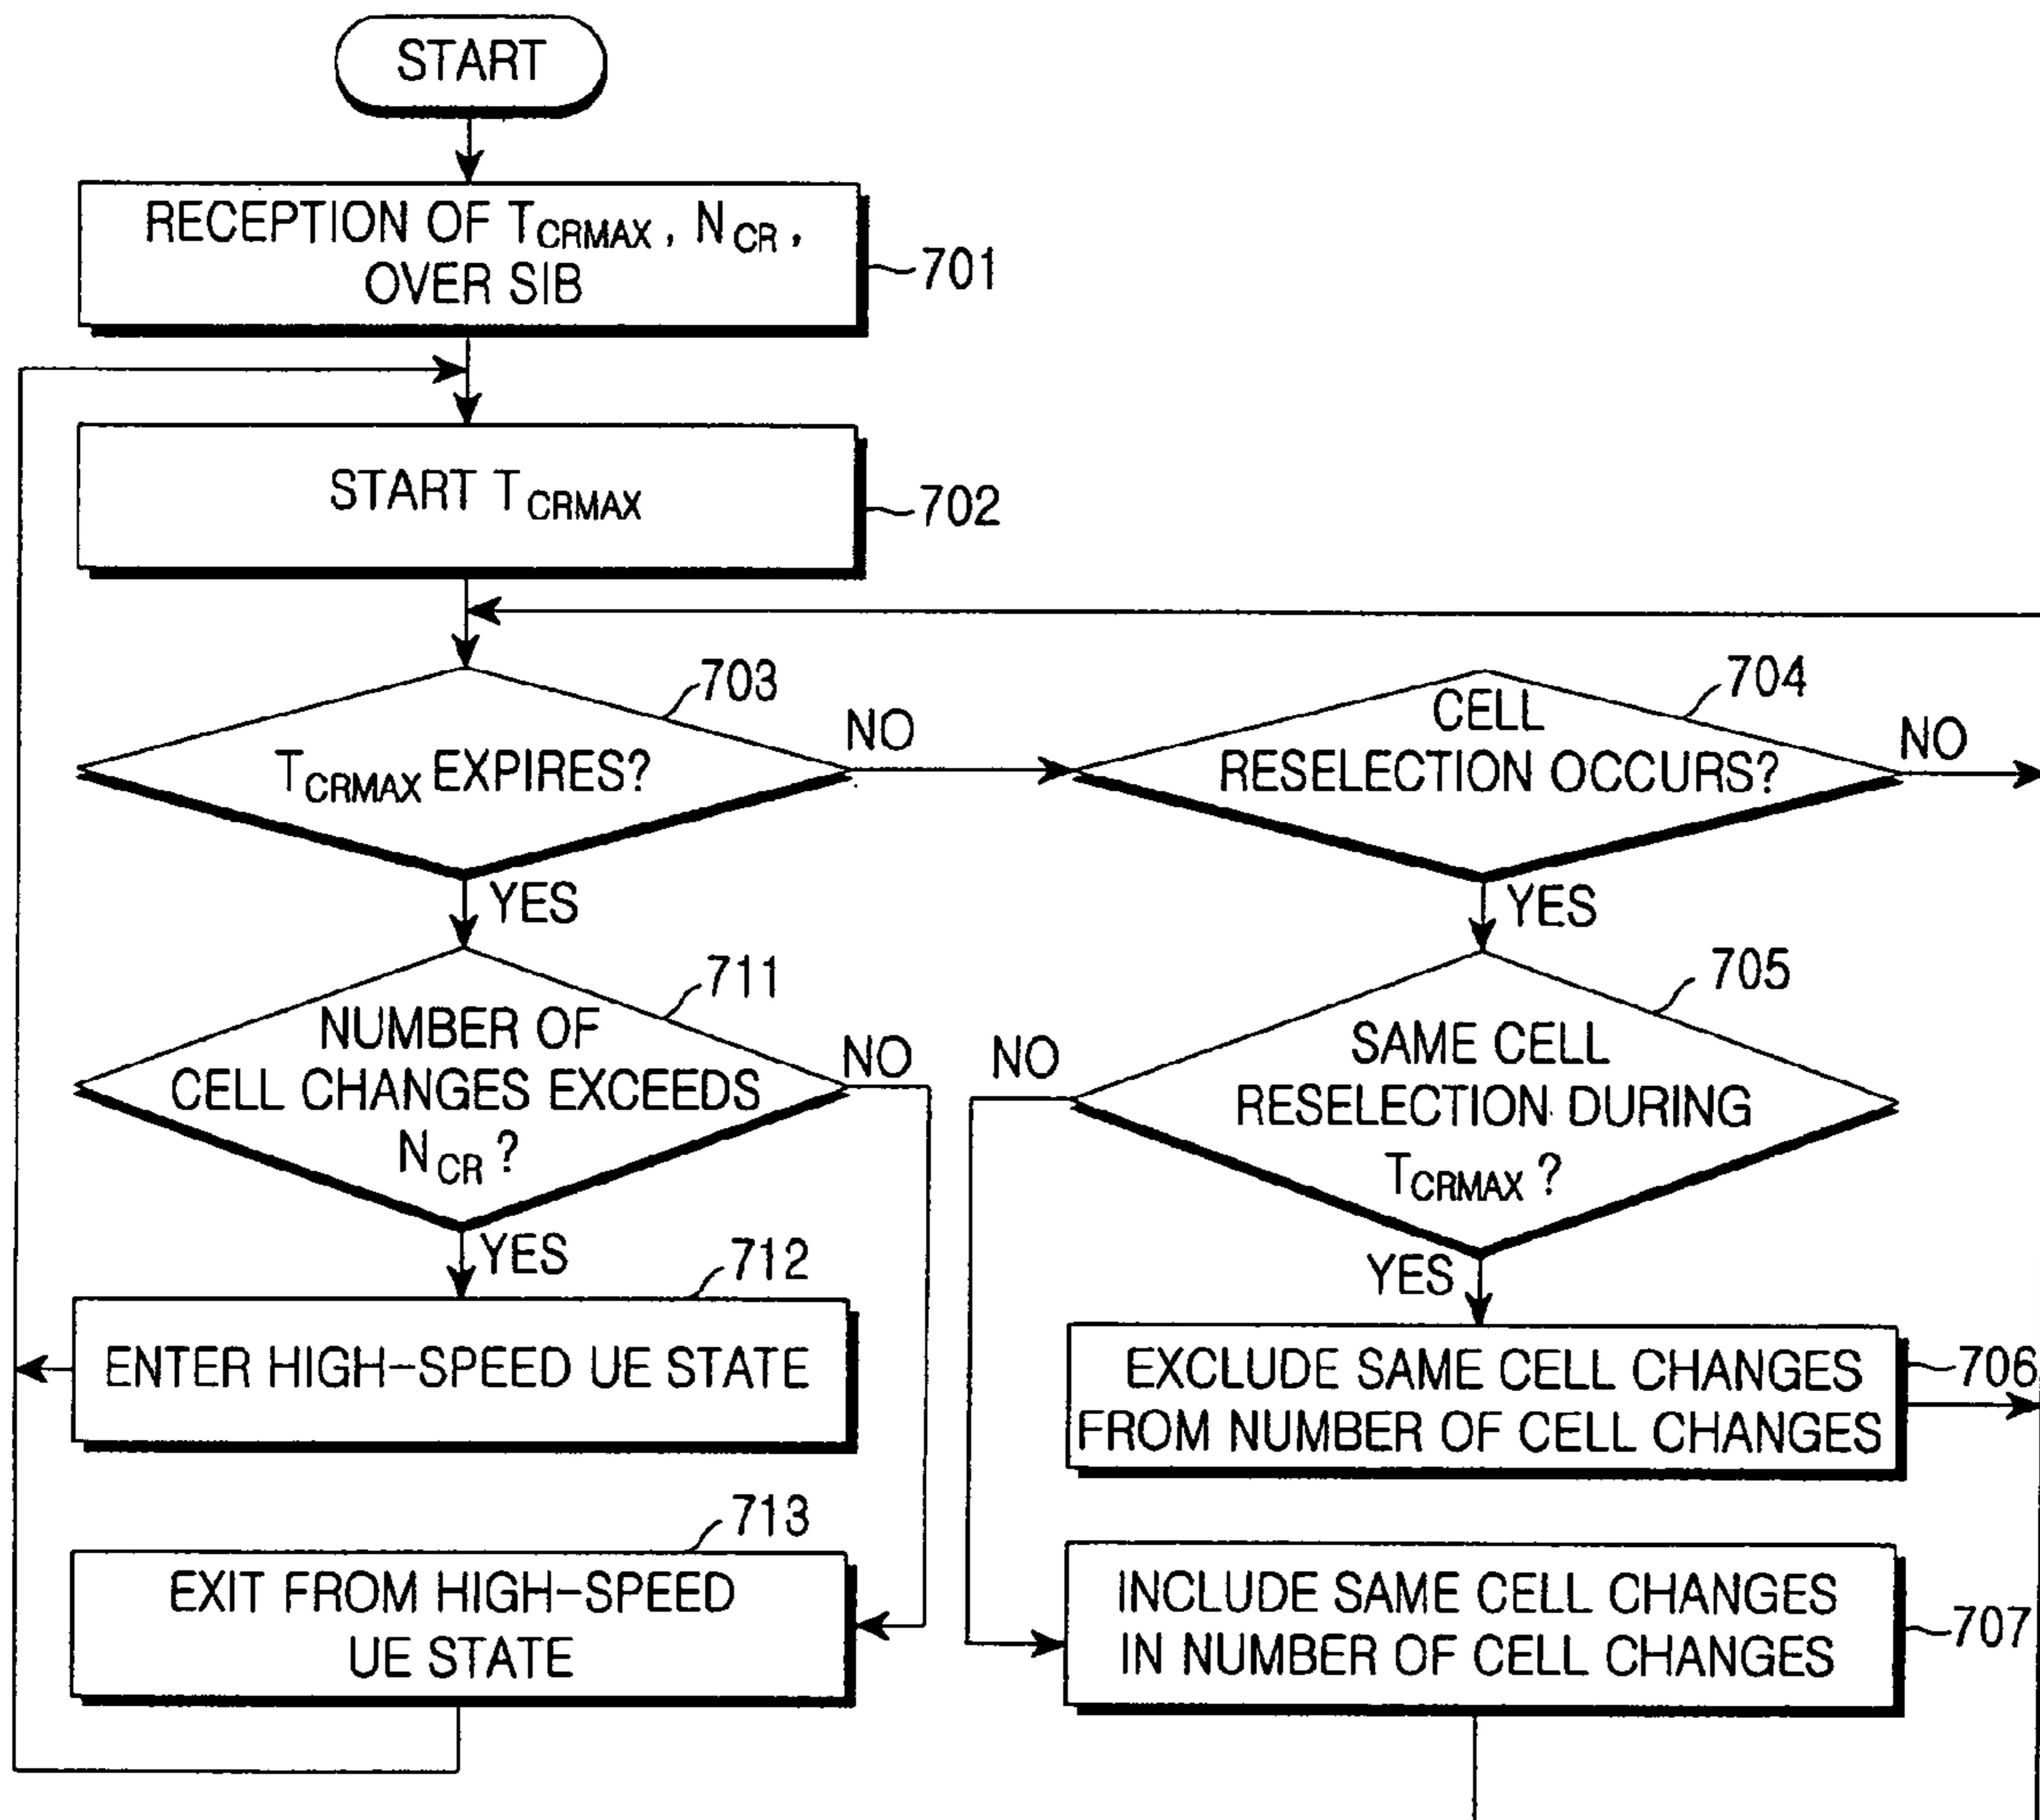 START
RECEPTION OF TCRMAX, NCR,
OVER SIB
701
START TCRMAX
702
703
TCRMAX EXPIRES?
NO
YES
704
CELL
RESELECTION OCCURS?
NO
YES
711
NUMBER OF
CELL CHANGES EXCEEDS
NCR ?
NO
YES
705
SAME CELL
RESELECTION DURING
TCRMAX ?
NO
YES
712
ENTER HIGH-SPEED UE STATE
EXCLUDE SAME CELL CHANGES
FROM NUMBER OF CELL CHANGES
706
713
EXIT FROM HIGH-SPEED
UE STATE
INCLUDE SAME CELL CHANGES
IN NUMBER OF CELL CHANGES
707